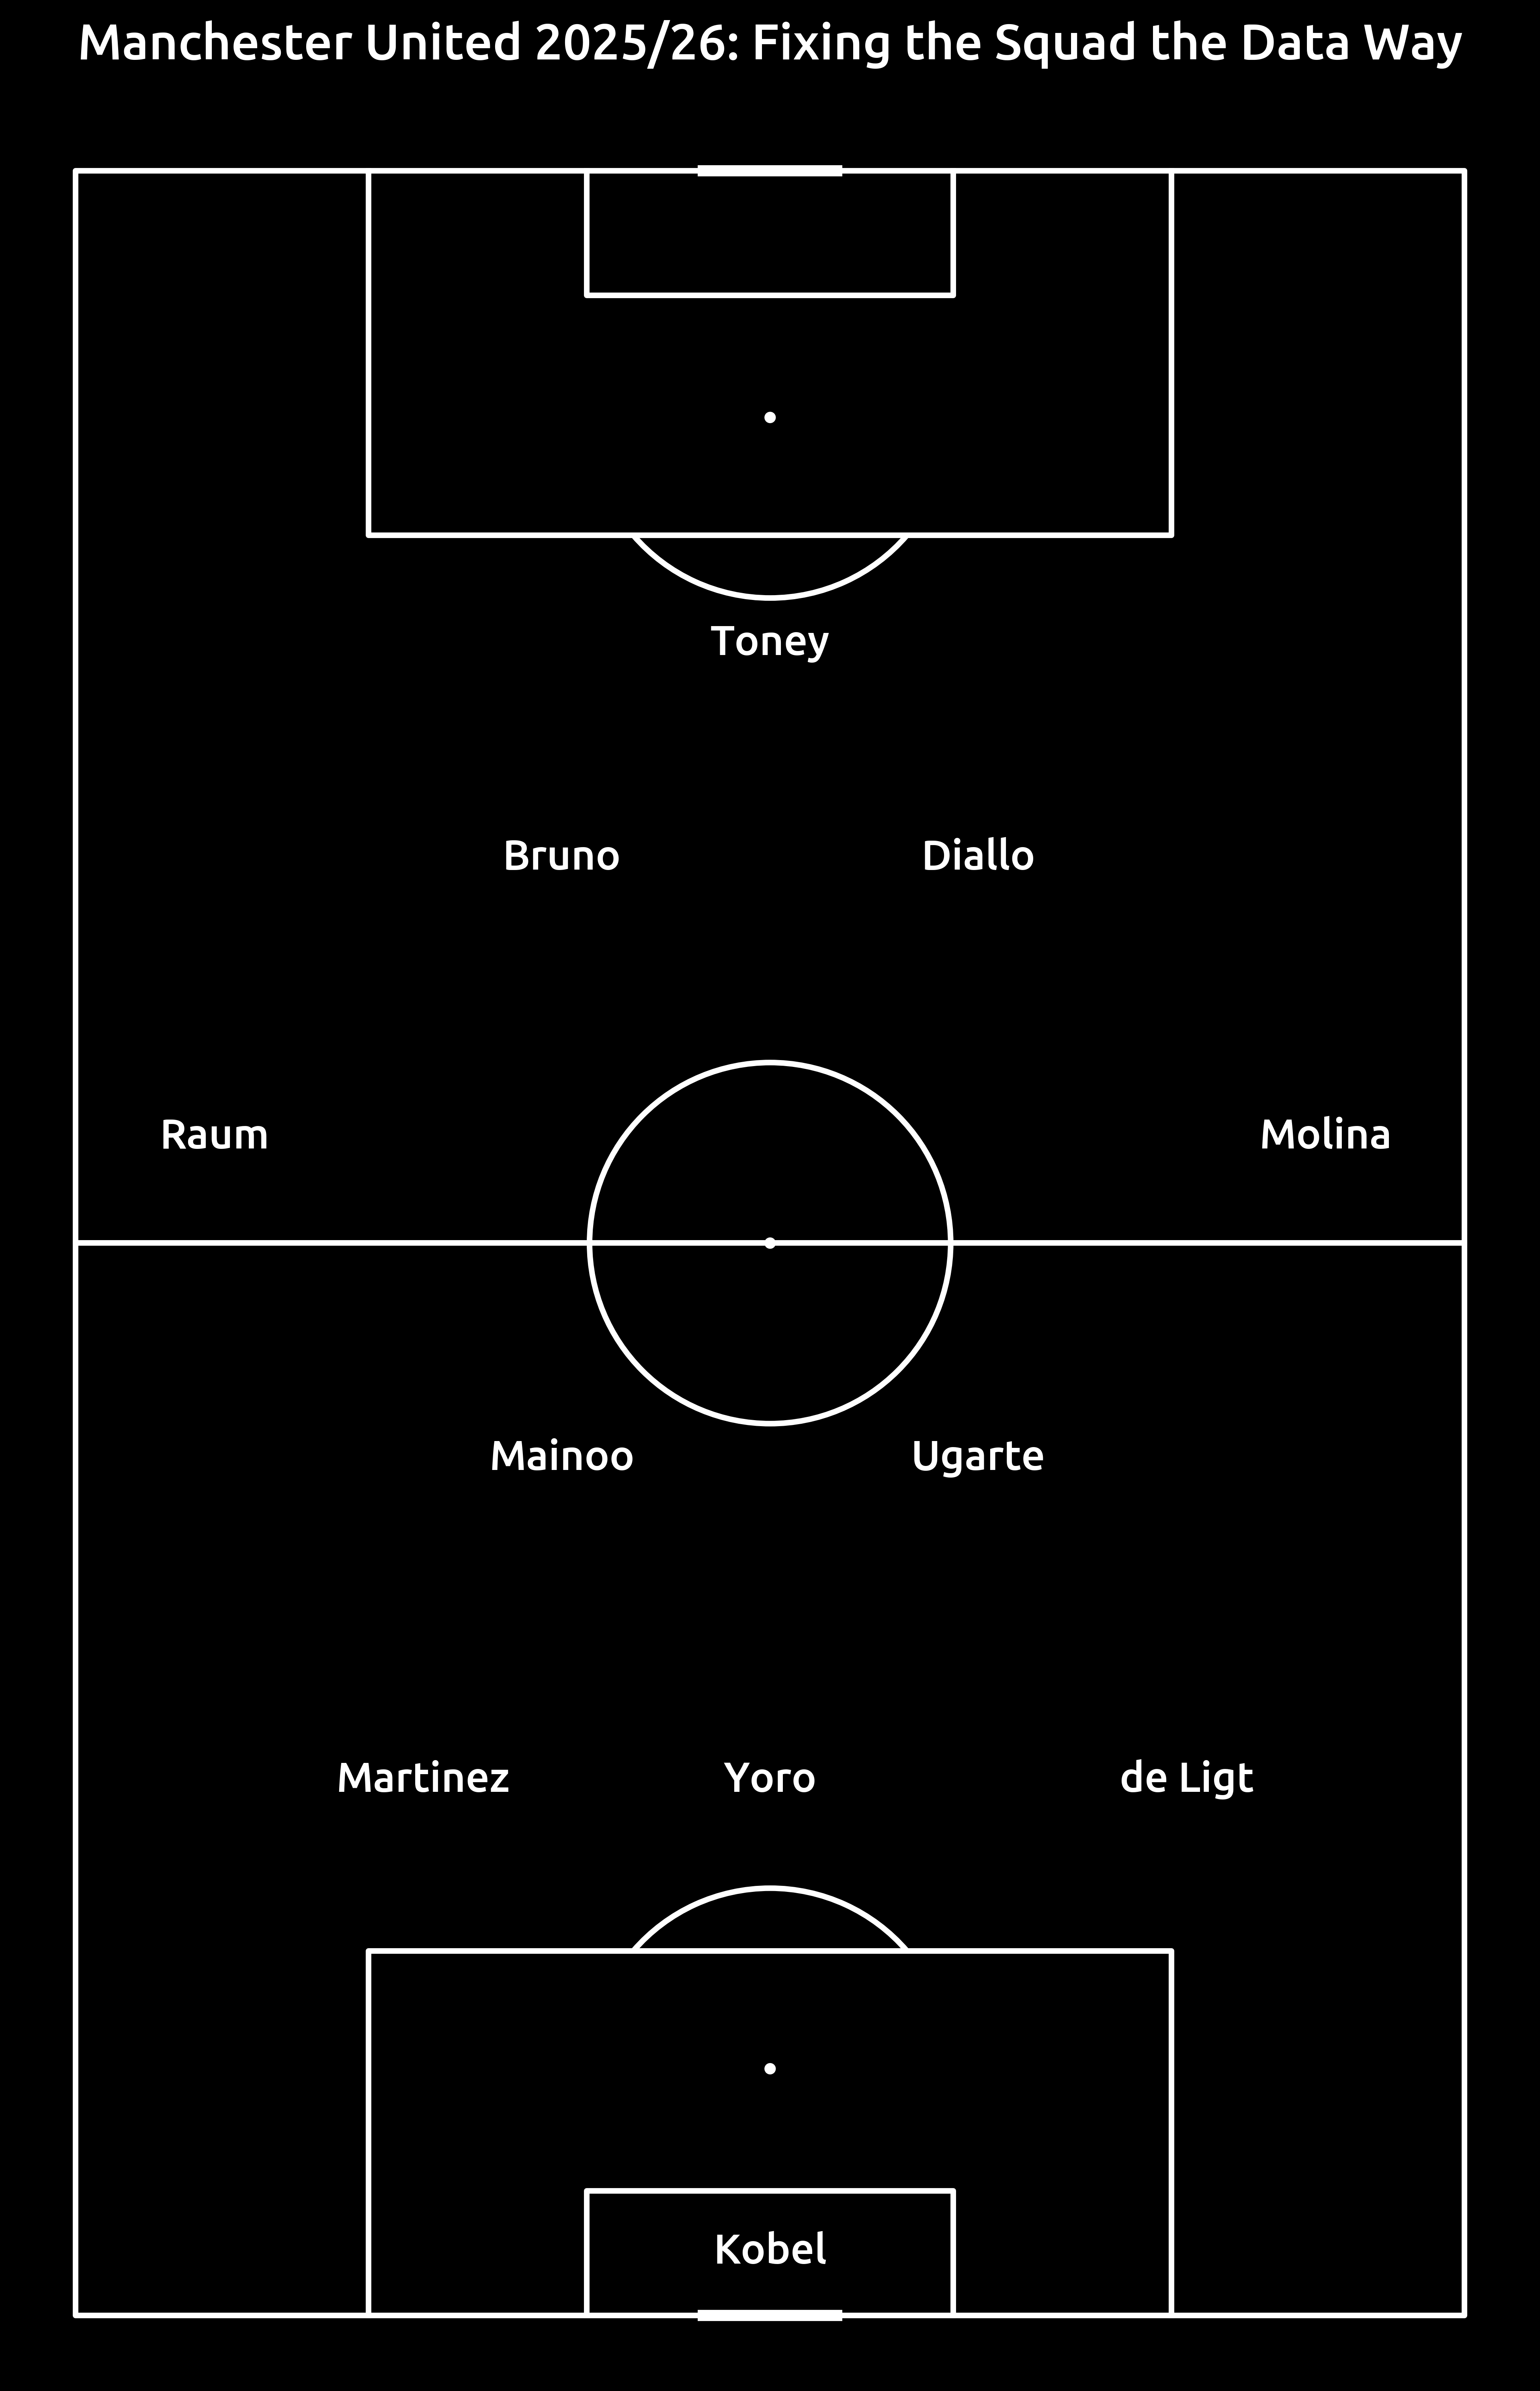 Manchester United 2025/26: Fixing the Squad the Data Way
Toney
Bruno Diallo
Raum Molina
Mainoo Ugarte
Martinez Yoro de Ligt
Kobel